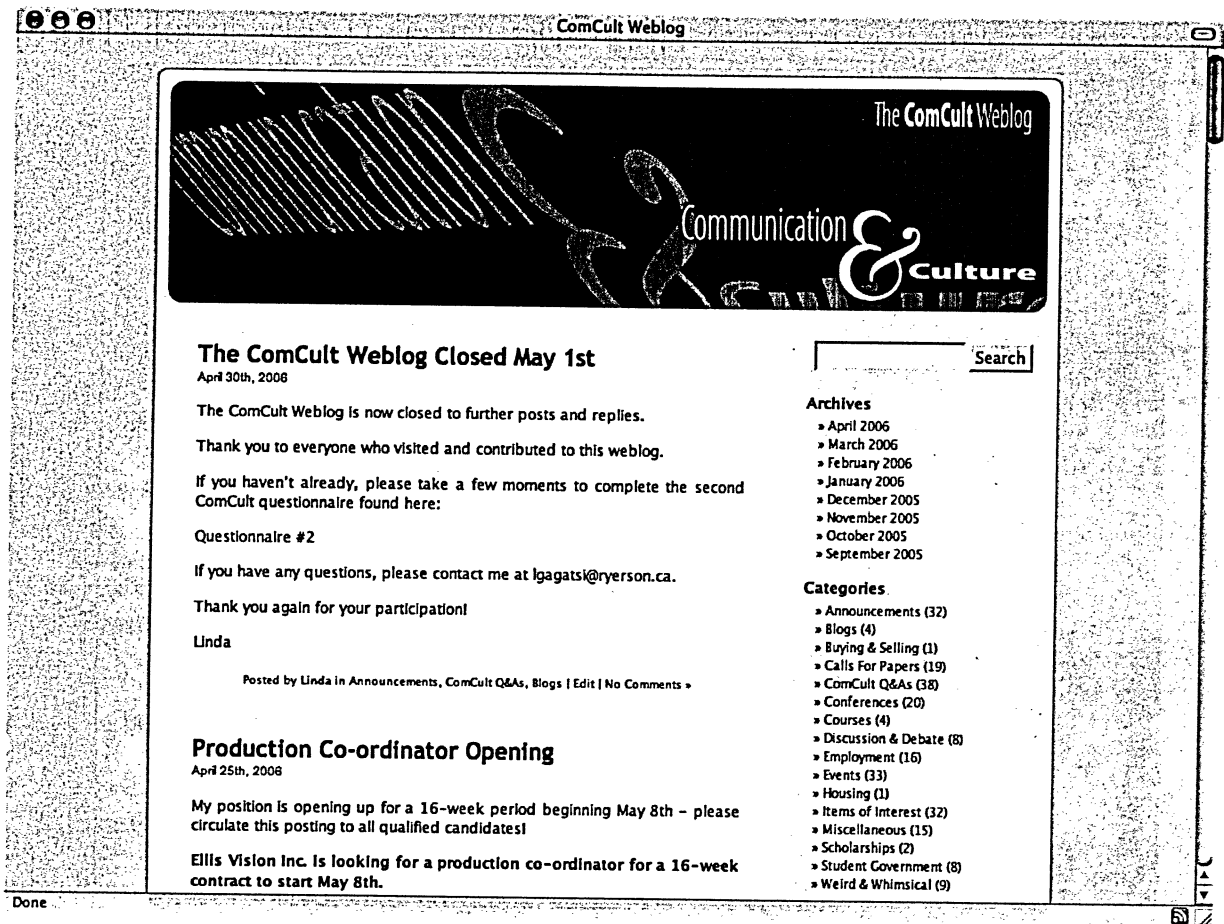 ComCult Weblog
The ComCult Weblog
Communication
&
Culture
The ComCult Weblog Closed May 1st
April 30th, 2006
The ComCult Weblog is now closed to further posts and replies.
Thank you to everyone who visited and contributed to this weblog.
If you haven't already, please take a few moments to complete the second
ComCult questionnaire found here:
Questionnaire #2
If you have any questions, please contact me at lgagatsi@ryerson.ca.
Thank you again for your participation!
Linda
Posted by Linda in Announcements, ComCult Q&As, Blogs | Edit | No Comments »
Production Co-ordinator Opening
April 25th, 2006
My position is opening up for a 16-week period beginning May 8th – please
circulate this posting to all qualified candidates!
Ellis Vision Inc. is looking for a production co-ordinator for a 16-week
contract to start May 8th.
Search
Archives
» April 2006
» March 2006
» February 2006
» January 2006
» December 2005
» November 2005
» October 2005
» September 2005
Categories
» Announcements (32)
» Blogs (4)
» Buying & Selling (1)
» Calls For Papers (19)
» ComCult Q&As (38)
» Conferences (20)
» Courses (4)
» Discussion & Debate (8)
» Employment (16)
» Events (33)
» Housing (1)
» Items of Interest (32)
» Miscellaneous (15)
» Scholarships (2)
» Student Government (8)
» Weird & Whimsical (9)
Done